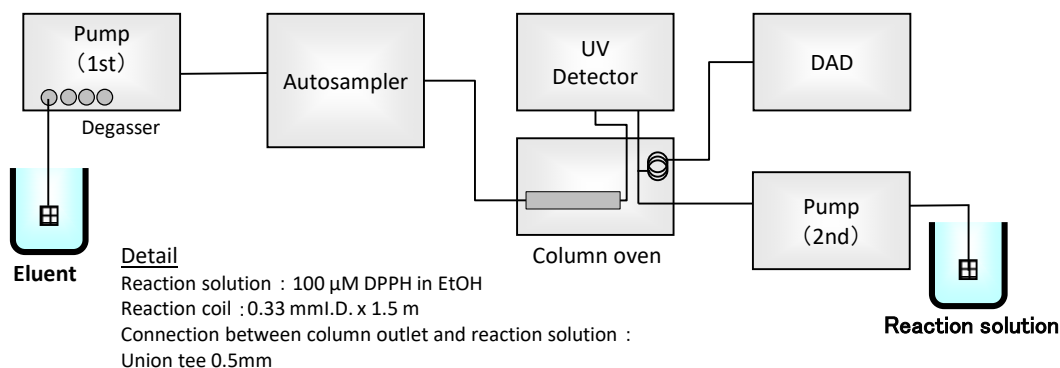 Pump
（1st）
Degasser
Autosampler
UV
Detector
DAD
Column oven
Pump
（2nd）
Eluent
Reaction solution
Detail
Reaction solution：100 μM DPPH in EtOH
Reaction coil：0.33 mmI.D. x 1.5 m
Connection between column outlet and reaction solution：
Union tee 0.5mm